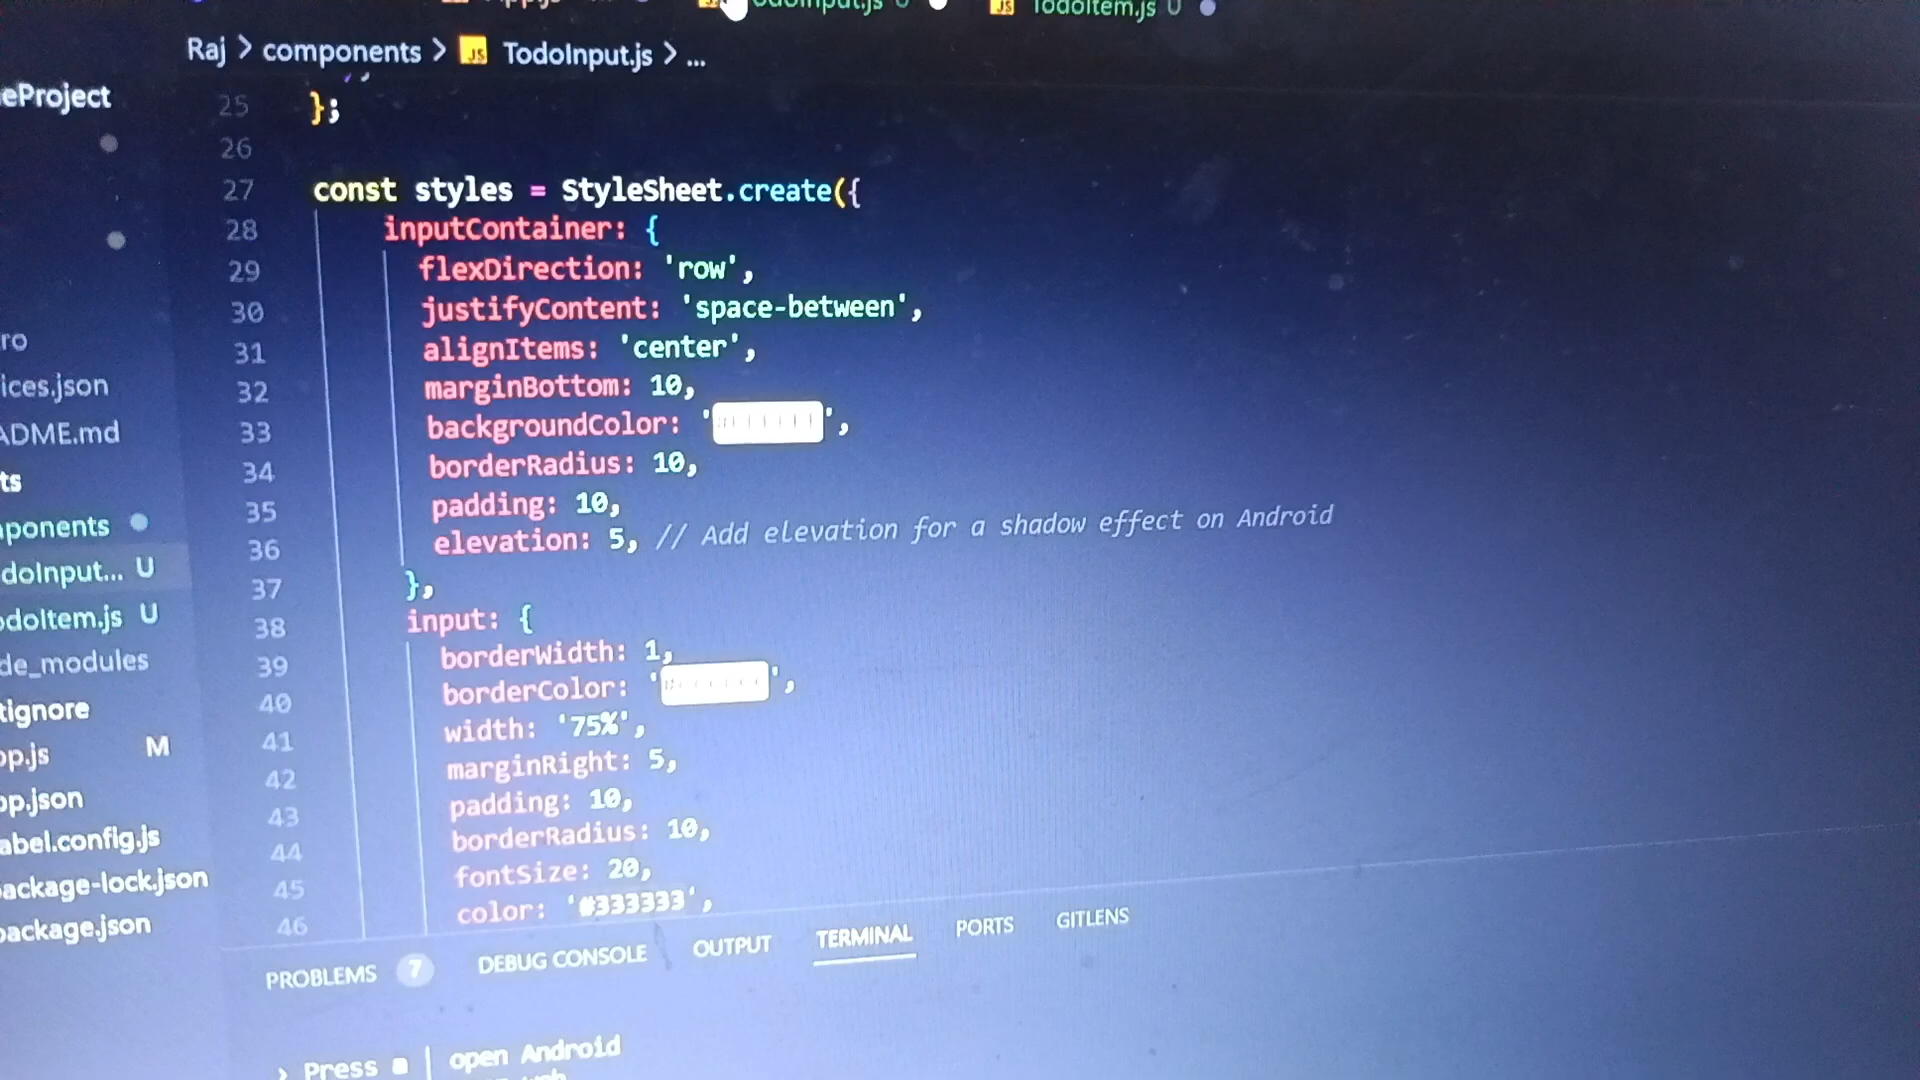 TodoItem.js U
Raj > components > JS TodoInput.js > ...
eProject
ro
ices.json
ADME.md
ts
ponents
doInput... U
odoItem.js U
de_modules
tignore
pp.js M
pp.json
abel.config.js
package-lock.json
package.json
25 };
26
27 const styles = StyleSheet.create({
28 inputContainer: {
29 flexDirection: 'row',
30 justifyContent: 'space-between',
31 alignItems: 'center',
32 marginBottom: 10,
33 backgroundColor: ' ',
34 borderRadius: 10,
35 padding: 10,
36 elevation: 5, // Add elevation for a shadow effect on Android
37 },
38 input: {
39 borderWidth: 1,
40 borderColor: ' ',
41 width: '75%',
42 marginRight: 5,
43 padding: 10,
44 borderRadius: 10,
45 fontSize: 20,
46 color: '#333333',
PROBLEMS 7 DEBUG CONSOLE OUTPUT TERMINAL PORTS GITLENS
› Press a | open Android